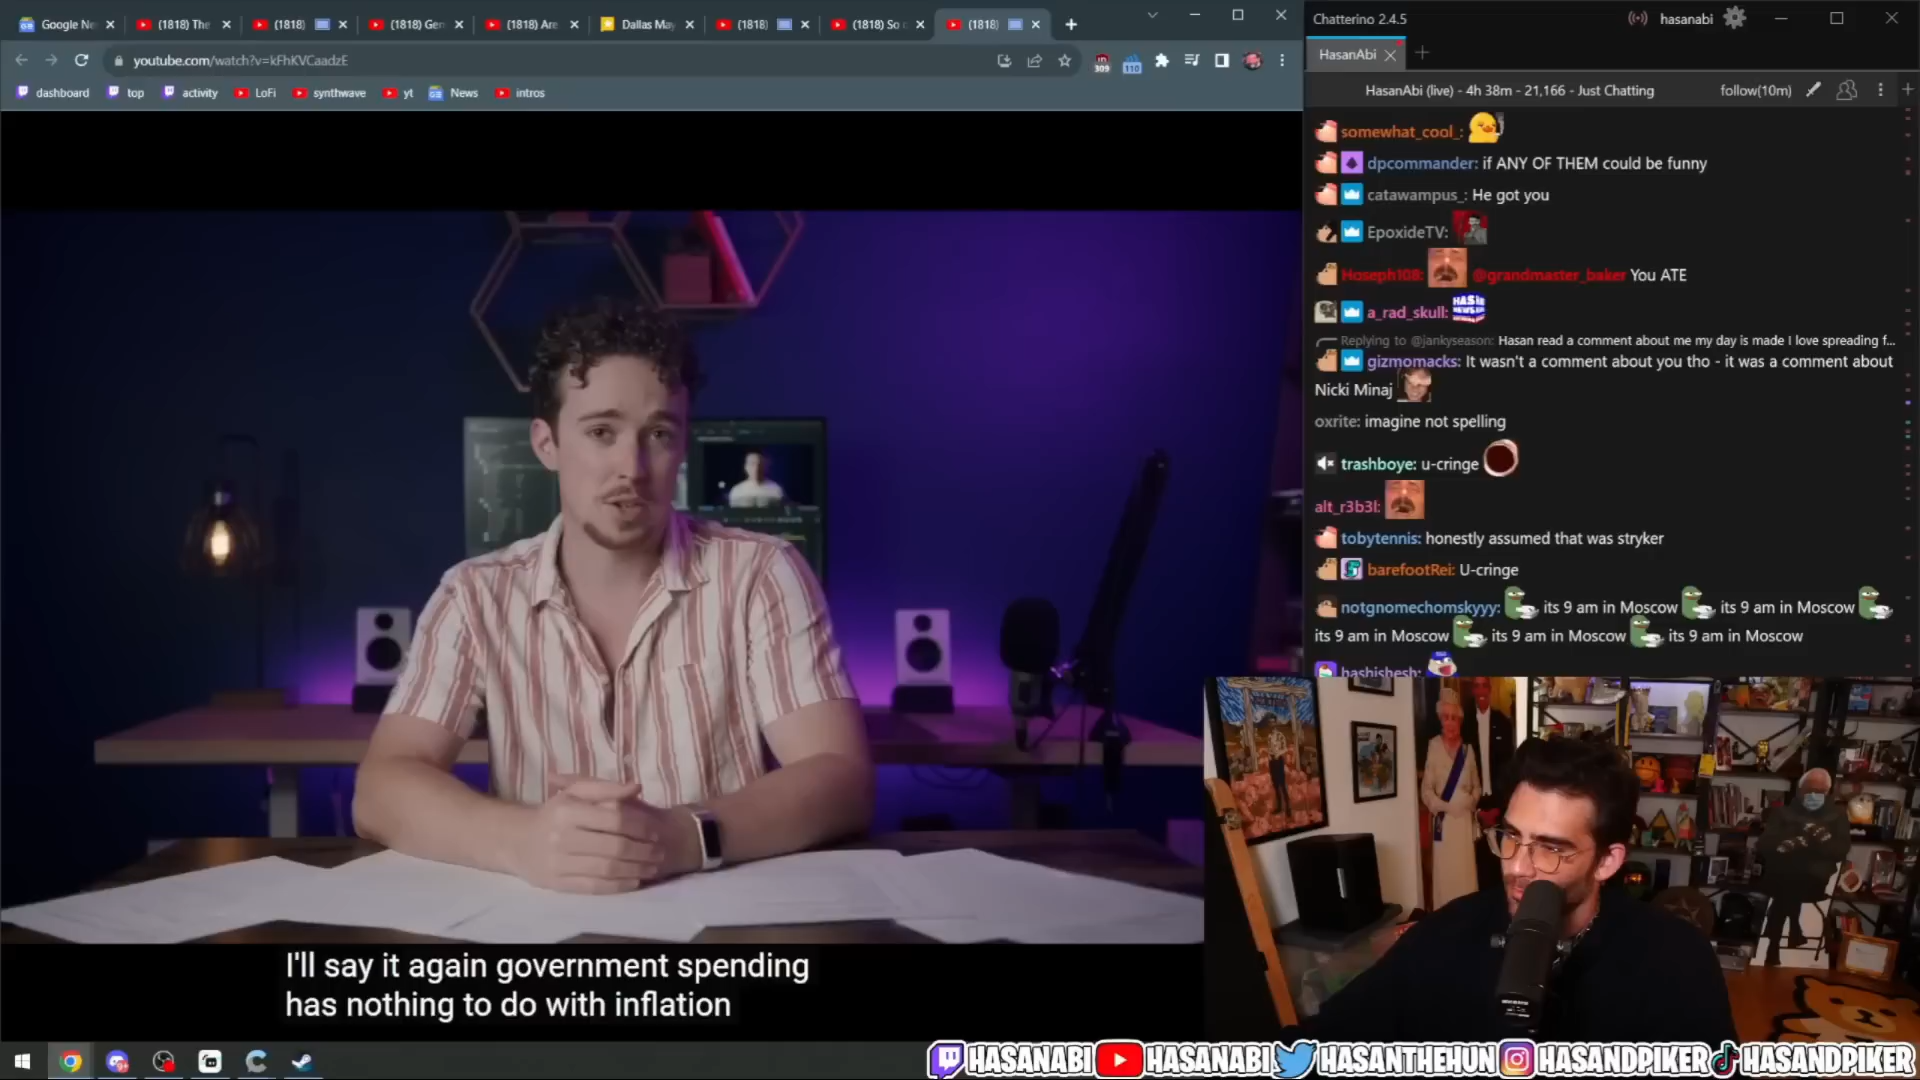 Google Ne
(1818) The
(1818)
(1818) Gen
(1818) Are
Dallas May
(1818)
(1818) So
(1818)
youtube.com/watch?v=kFhKVCaadzE
309
110
dashboard
top
activity
LoFi
synthwave
yt
News
intros
Chatterino 2.4.5
hasanabi
HasanAbi
HasanAbi (live) - 4h 38m - 21,166 - Just Chatting
follow(10m)
somewhat_cool_:
dpcommander: if ANY OF THEM could be funny
catawampus_: He got you
EpoxideTV:
Hoseph108: @grandmaster_baker You ATE
a_rad_skull:
Replying to @jankyseason: Hasan read a comment about me my day is made I love spreading f...
gizmomacks: It wasn't a comment about you tho - it was a comment about
Nicki Minaj
oxrite: imagine not spelling
trashboye: u-cringe
alt_r3b3l:
tobytennis: honestly assumed that was stryker
barefootRei: U-cringe
notgnomechomskyyy: its 9 am in Moscow its 9 am in Moscow
its 9 am in Moscow its 9 am in Moscow its 9 am in Moscow
hashishesh:
I'll say it again government spending
has nothing to do with inflation
HASANABI HASANABI HASANTHEHUN HASANDPIKER HASANDPIKER